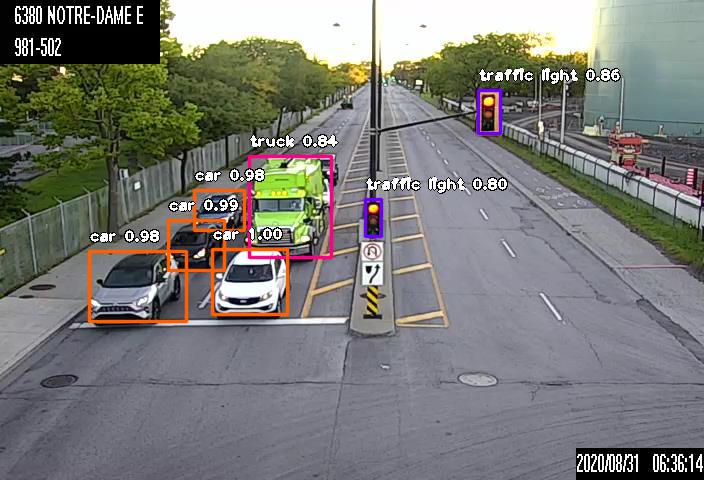 6380 NOTRE-DAME E
981-502
traffic light 0.86
truck 0.84
car 0.98
traffic light 0.80
car 0.99
car 0.98
car 1.00
2020/08/31 06:36:14